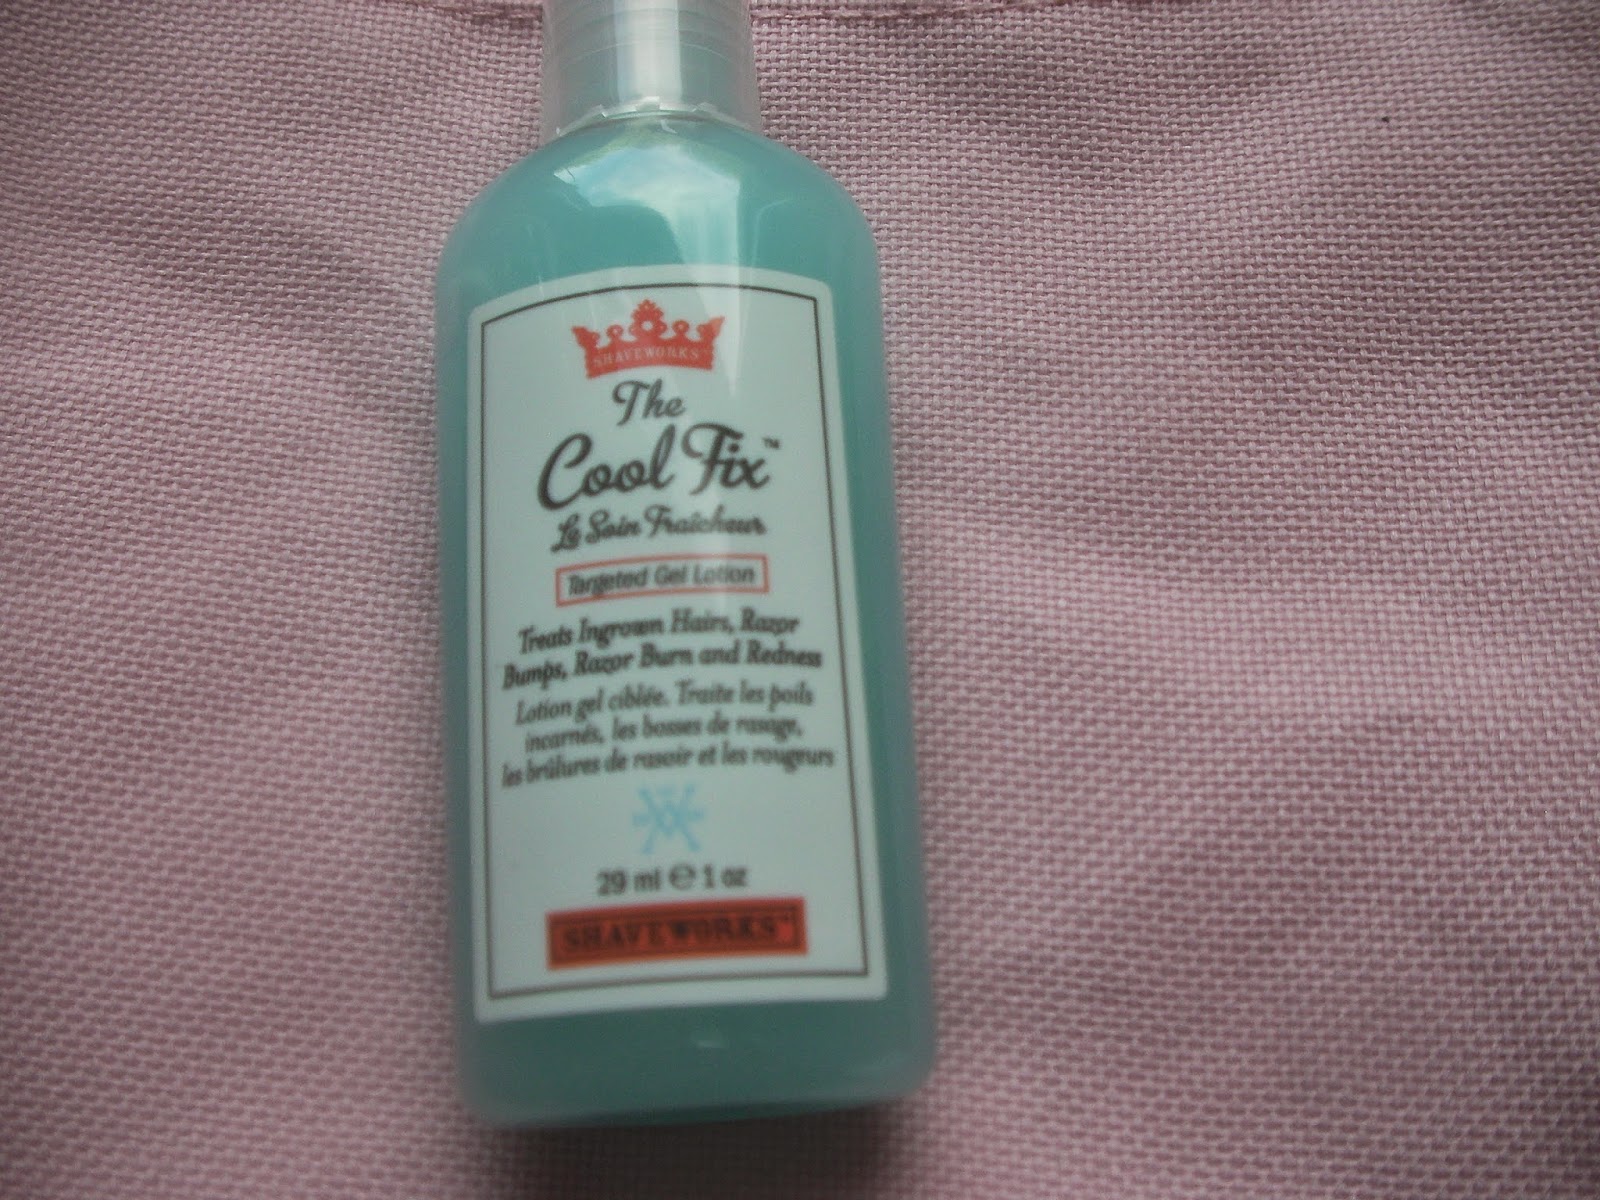 SHAVEWORKS
The
Cool Fix™
Le Soin Fraîcheur
Targeted Gel Lotion
Treats Ingrown Hairs, Razor
Bumps, Razor Burn and Redness
Lotion gel ciblée. Traite les poils
incarnés, les bosses de rasage,
les brûlures de rasoir et les rougeurs
29 ml ℮ 1 oz
SHAVEWORKS™